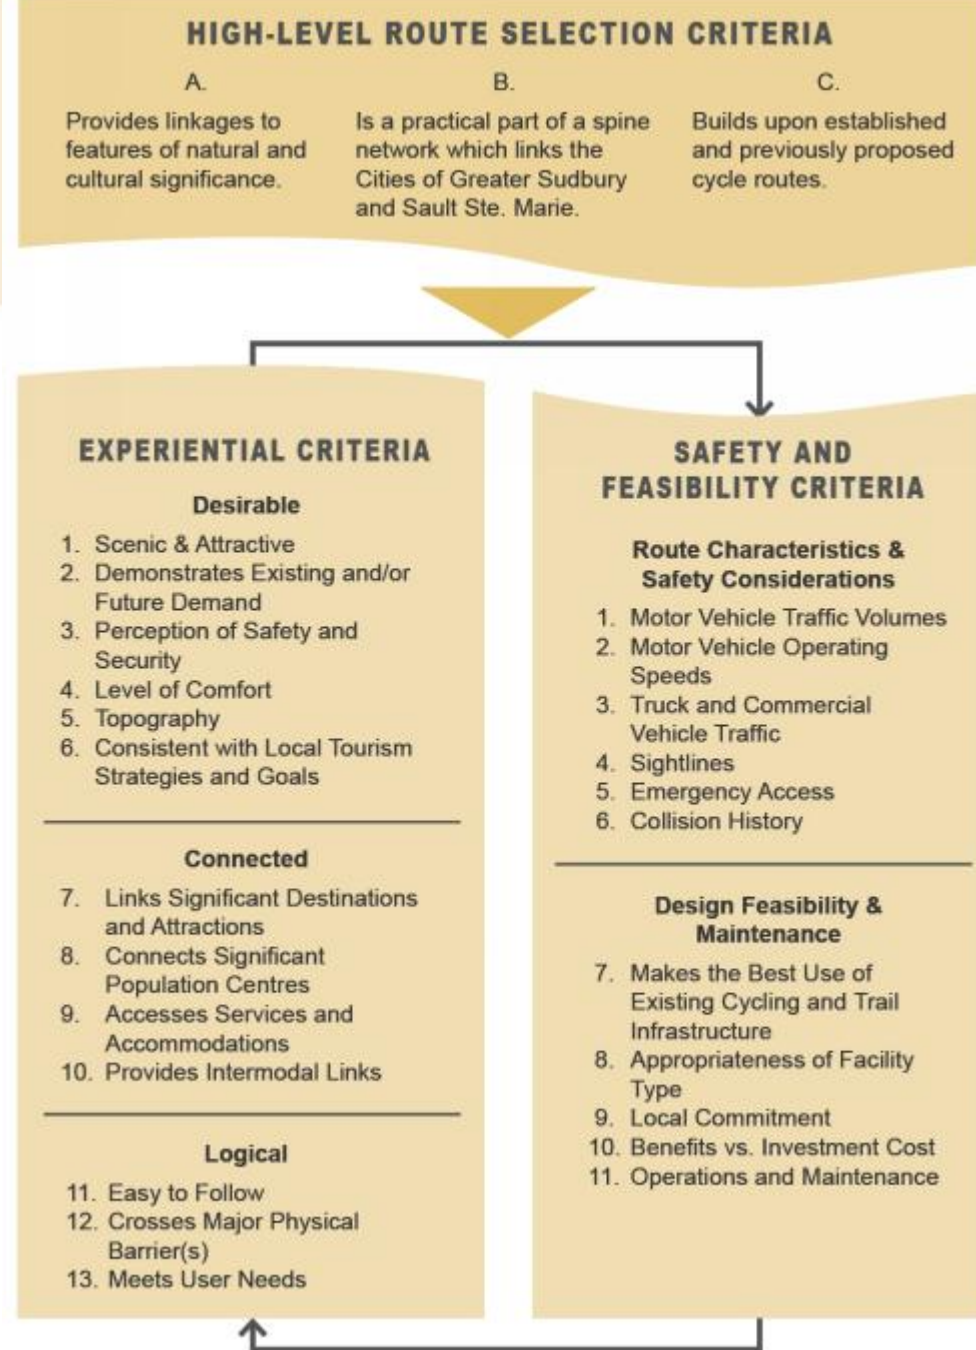 HIGH-LEVEL ROUTE SELECTION CRITERIA
A.
Provides linkages to
features of natural and
cultural significance.
B.
Is a practical part of a spine
network which links the
Cities of Greater Sudbury
and Sault Ste. Marie.
C.
Builds upon established
and previously proposed
cycle routes.
EXPERIENTIAL CRITERIA
Desirable
1. Scenic & Attractive
2. Demonstrates Existing and/or
Future Demand
3. Perception of Safety and
Security
4. Level of Comfort
5. Topography
6. Consistent with Local Tourism
Strategies and Goals
Connected
7. Links Significant Destinations
and Attractions
8. Connects Significant
Population Centres
9. Accesses Services and
Accommodations
10. Provides Intermodal Links
Logical
11. Easy to Follow
12. Crosses Major Physical
Barrier(s)
13. Meets User Needs
SAFETY AND
FEASIBILITY CRITERIA
Route Characteristics &
Safety Considerations
1. Motor Vehicle Traffic Volumes
2. Motor Vehicle Operating
Speeds
3. Truck and Commercial
Vehicle Traffic
4. Sightlines
5. Emergency Access
6. Collision History
Design Feasibility &
Maintenance
7. Makes the Best Use of
Existing Cycling and Trail
Infrastructure
8. Appropriateness of Facility
Type
9. Local Commitment
10. Benefits vs. Investment Cost
11. Operations and Maintenance